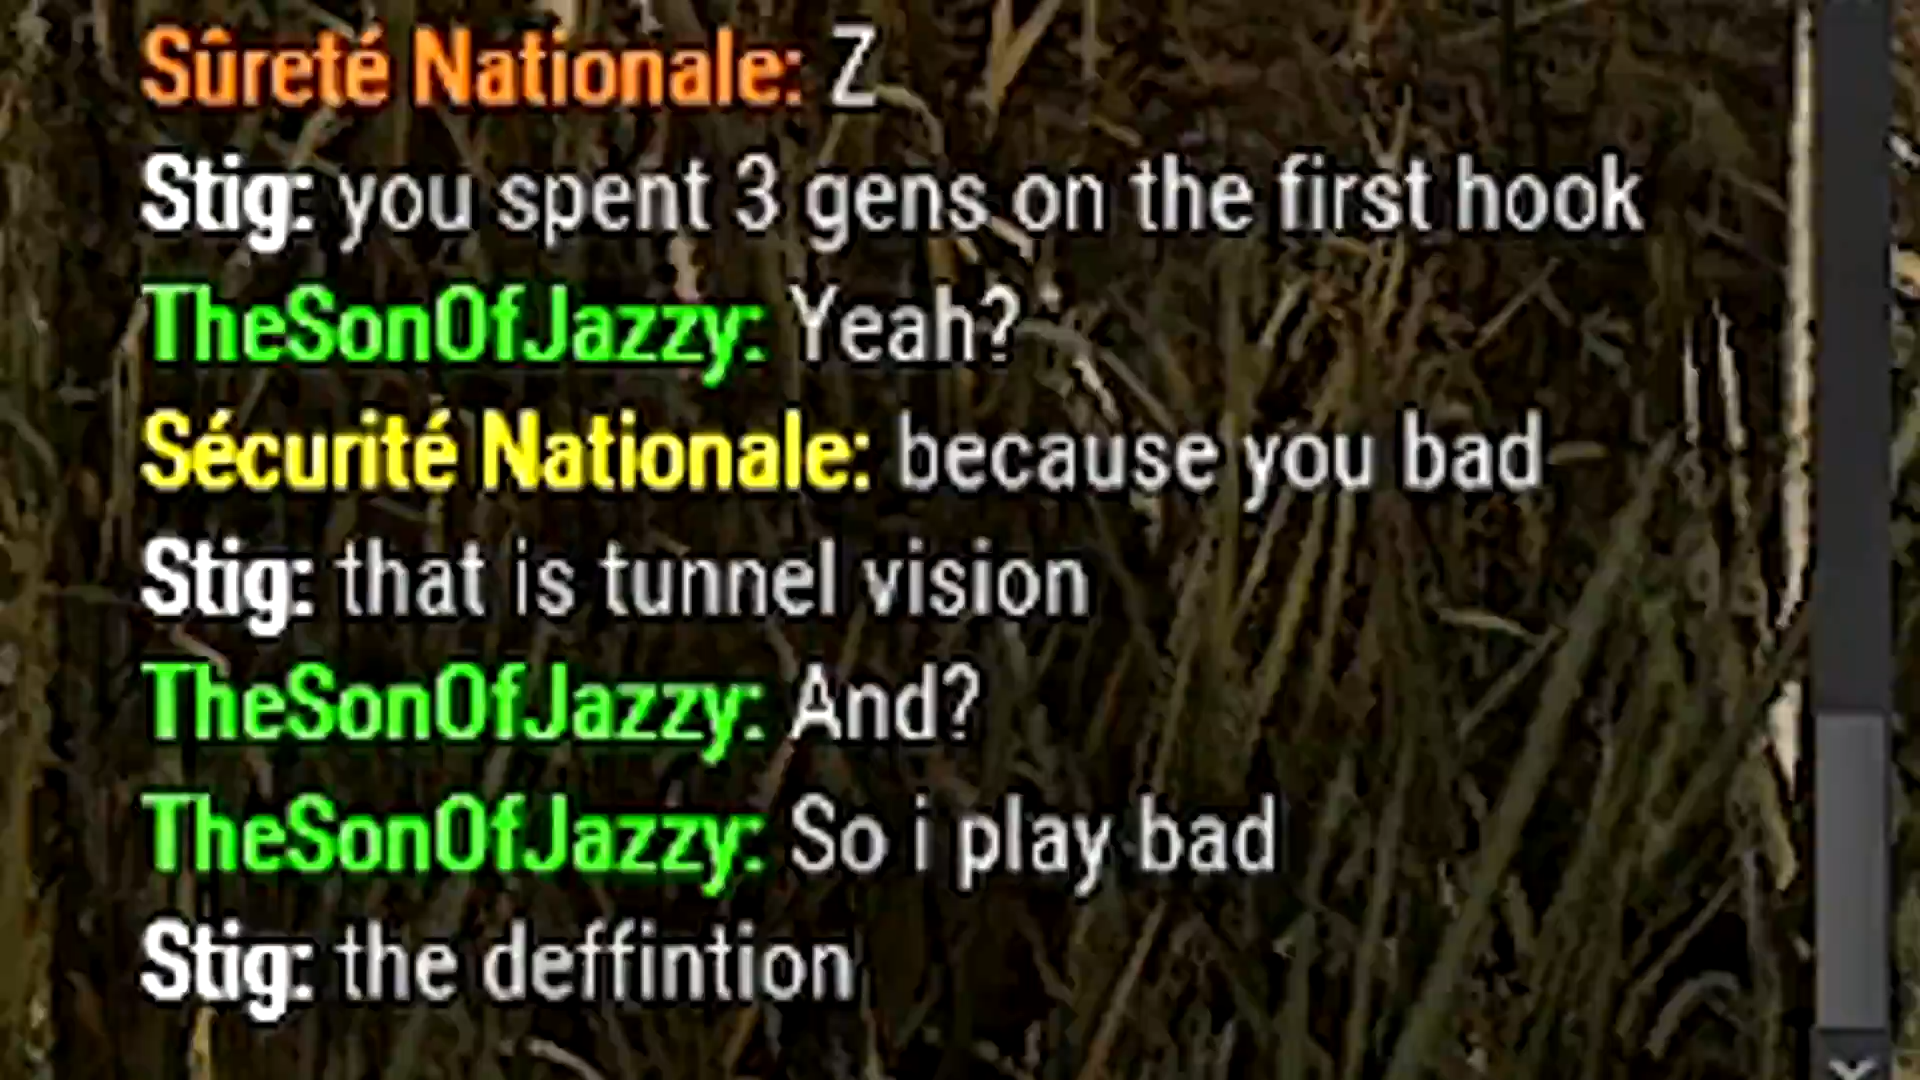 Sûreté Nationale: Z
Stig: you spent 3 gens on the first hook
TheSonOfJazzy: Yeah?
Sécurité Nationale: because you bad
Stig: that is tunnel vision
TheSonOfJazzy: And?
TheSonOfJazzy: So i play bad
Stig: the deffintion